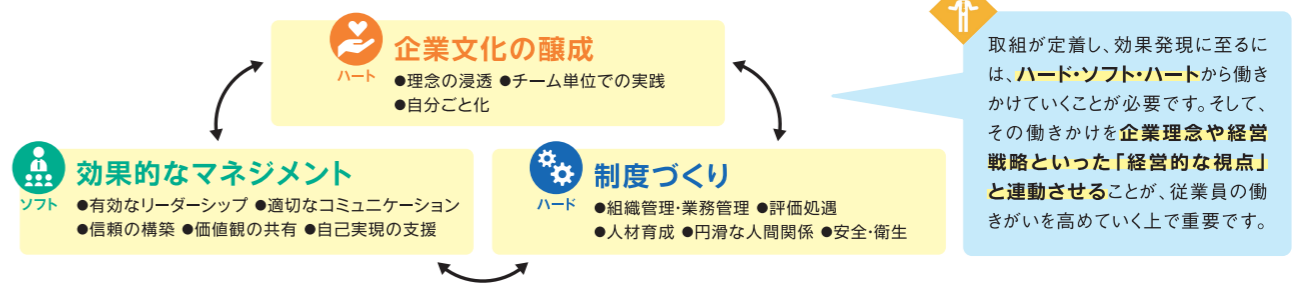 企業文化の醸成
ハート
●理念の浸透 ●チーム単位での実践
●自分ごと化
効果的なマネジメント
ソフト
●有効なリーダーシップ ●適切なコミュニケーション
●信頼の構築 ●価値観の共有 ●自己実現の支援
制度づくり
ハード
●組織管理・業務管理 ●評価処遇
●人材育成 ●円滑な人間関係 ●安全・衛生
取組が定着し、効果発現に至るに
は、ハード・ソフト・ハートから働き
かけていくことが必要です。そして、
その働きかけを企業理念や経営
戦略といった「経営的な視点」
と連動させることが、従業員の働
きがいを高めていく上で重要です。